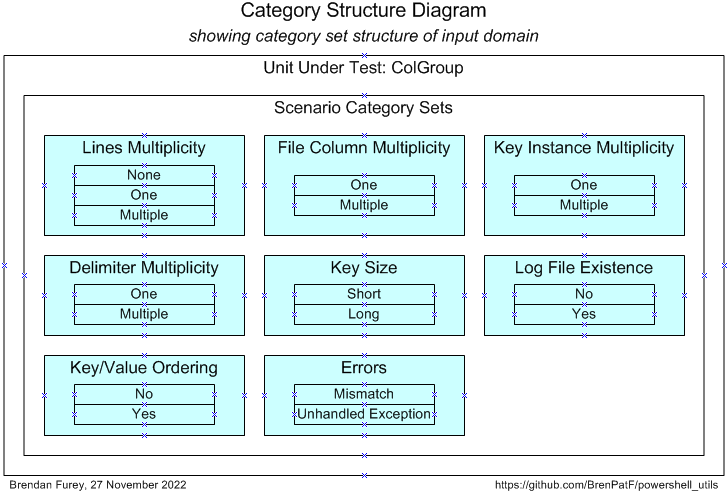 Category Structure Diagram
showing category set structure of input domain
Unit Under Test: ColGroup
Scenario Category Sets
Lines Multiplicity
None
One
Multiple
File Column Multiplicity
One
Multiple
Key Instance Multiplicity
One
Multiple
Delimiter Multiplicity
One
Multiple
Key Size
Short
Long
Log File Existence
No
Yes
Key/Value Ordering
No
Yes
Errors
Mismatch
Unhandled Exception
Brendan Furey, 27 November 2022
https://github.com/BrenPatF/powershell_utils